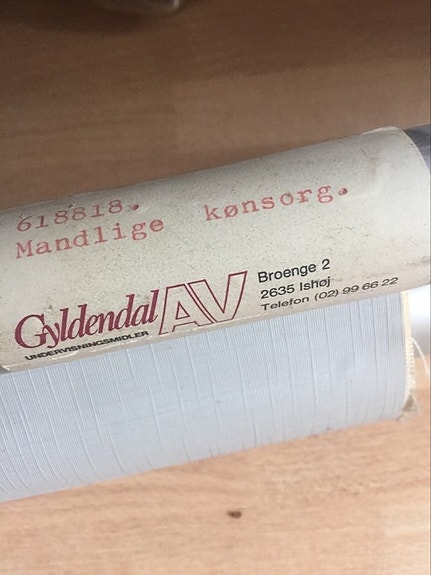 618818.
Mandlige kønsorg.
Gyldendal AV
UNDERVISNINGSMIDLER
Broenge 2
2635 Ishøj
Telefon (02) 99 66 22